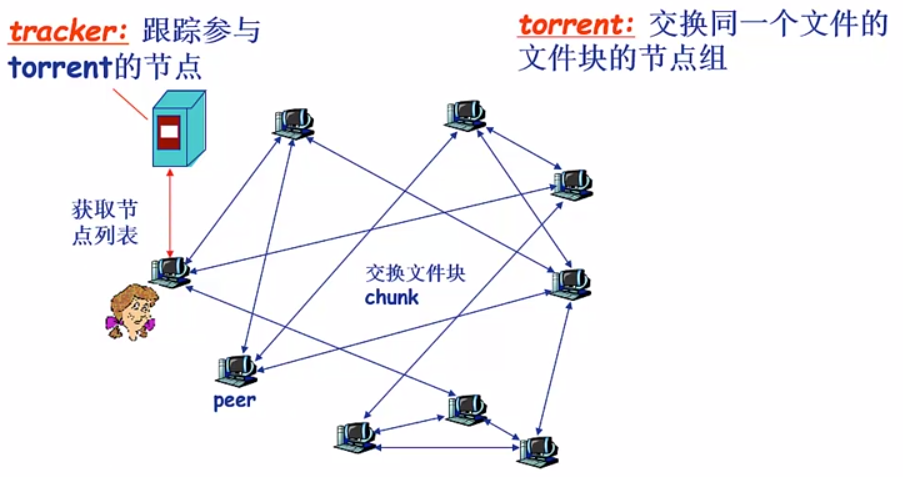 tracker: 跟踪参与
torrent的节点
torrent: 交换同一个文件的
文件块的节点组
获取节
点列表
交换文件块
chunk
peer